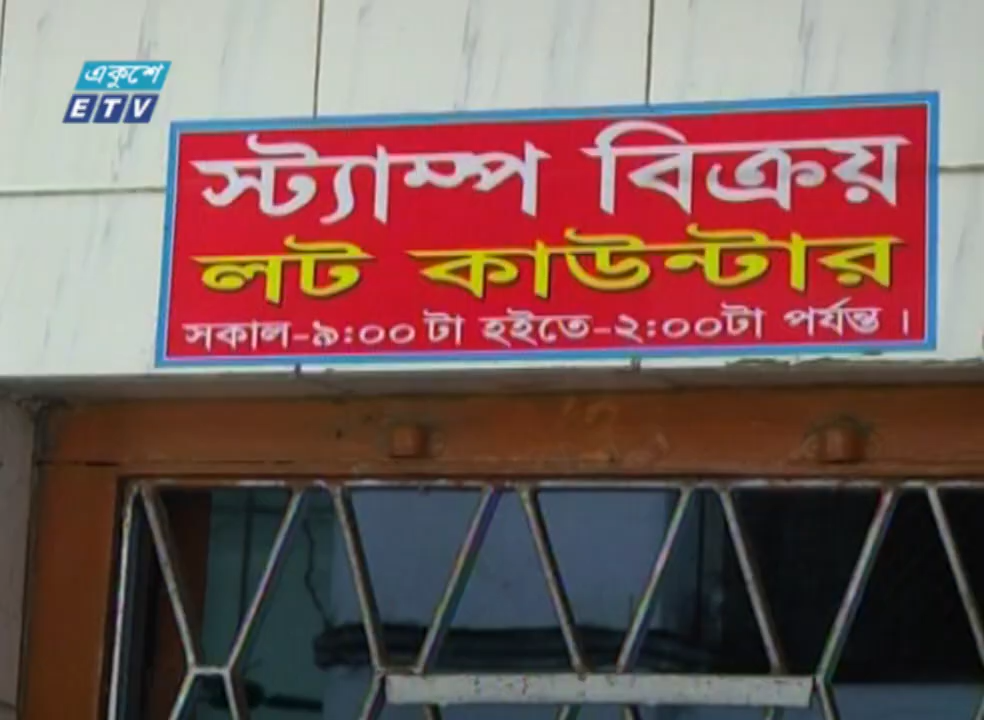 একুশে
ETV
স্ট্যাম্প বিক্রয়
লট কাউন্টার
সকাল-৯:০০ টা হইতে-২:০০টা পর্যন্ত ।